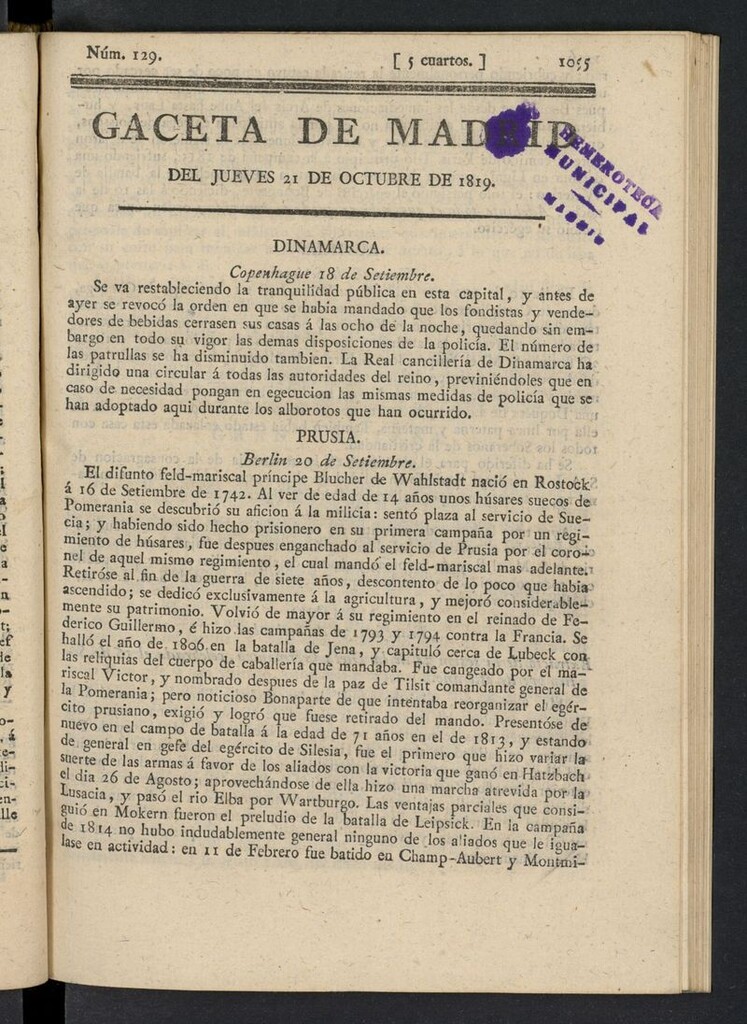 Núm. 129. [ 5 cuartos. ] 1055
GACETA DE MADRID
HEMEROTECA
MUNICIPAL
MADRID
DEL JUEVES 21 DE OCTUBRE DE 1819.
DINAMARCA.
Copenhague 18 de Setiembre.
Se va restableciendo la tranquilidad pública en esta capital, y antes de
ayer se revocó la orden en que se habia mandado que los fondistas y vende-
dores de bebidas cerrasen sus casas á las ocho de la noche, quedando sin em-
bargo en todo su vigor las demas disposiciones de la policía. El número de
las patrullas se ha disminuido tambien. La Real cancillería de Dinamarca ha
dirigido una circular á todas las autoridades del reino, previniéndoles que en
caso de necesidad pongan en egecucion las mismas medidas de policía que se
han adoptado aqui durante los alborotos que han ocurrido.
PRUSIA.
Berlin 20 de Setiembre.
El difunto feld-mariscal príncipe Blucher de Wahlstadt nació en Rostock
á 16 de Setiembre de 1742. Al ver de edad de 14 años unos húsares suecos de
Pomerania se descubrió su aficion á la milicia: sentó plaza al servicio de Sue-
cia; y habiendo sido hecho prisionero en su primera campaña por un regi-
miento de húsares, fue despues enganchado al servicio de Prusia por el coro-
nel de aquel mismo regimiento, el cual mandó el feld-mariscal mas adelante.
Retiróse al fin de la guerra de siete años, descontento de lo poco que habia
ascendido; se dedicó exclusivamente á la agricultura, y mejoró considerable-
mente su patrimonio. Volvió de mayor á su regimiento en el reinado de Fe-
derico Guillermo, é hizo las campañas de 1793 y 1794 contra la Francia. Se
halló el año de 1806 en la batalla de Jena, y capituló cerca de Lubeck con
las reliquias del cuerpo de caballería que mandaba. Fue cangeado por el ma-
riscal Victor, y nombrado despues de la paz de Tilsit comandante general de
la Pomerania; pero noticioso Bonaparte de que intentaba reorganizar el egér-
cito prusiano, exigió y logró que fuese retirado del mando. Presentóse de
nuevo en el campo de batalla á la edad de 71 años en el de 1813, y estando
de general en gefe del egército de Silesia, fue el primero que hizo variar la
suerte de las armas á favor de los aliados con la victoria que ganó en Hatzbach
el dia 26 de Agosto; aprovechándose de ella hizo una marcha atrevida por la
Lusacia, y pasó el rio Elba por Wartburgo. Las ventajas parciales que consi-
guió en Mokern fueron el preludio de la batalla de Leipsick. En la campaña
de 1814 no hubo indudablemente general ninguno de los aliados que le igua-
lase en actividad: en 11 de Febrero fue batido en Champ-Aubert y Montmi-